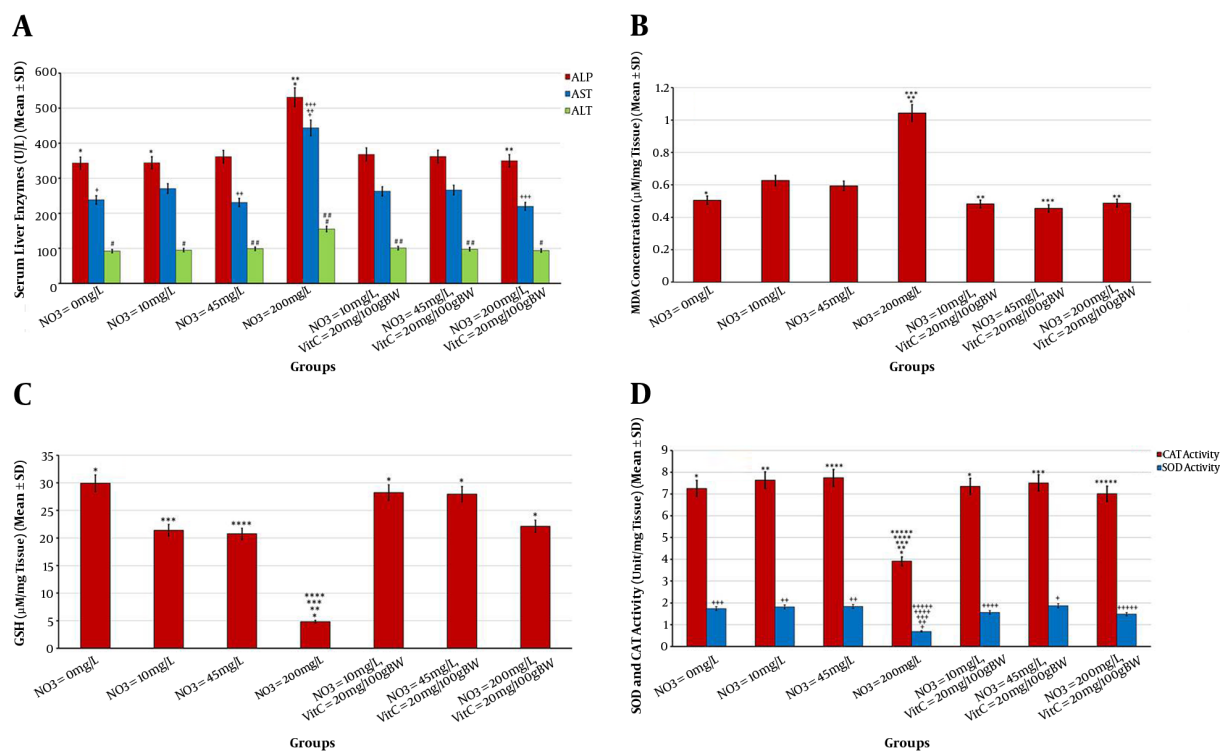 A
Serum Liver Enzymes (U/L) (Mean ± SD)
600
500
400
300
200
100
0
** 
*
+++
++
+
##
#
*
+
#
*
#
++
##
##
##
**
+++
#
ALP
AST
ALT
NO3 = 0mg/L
NO3 = 10mg/L
NO3 = 45mg/L
NO3 = 200mg/L
NO3 = 10mg/L,
VitC = 20mg/100gBW
NO3 = 45mg/L,
VitC = 20mg/100gBW
NO3 = 200mg/L,
VitC = 20mg/100gBW
Groups
B
MDA Concentration (µM/mg Tissue) (Mean ± SD)
1.2
1
0.8
0.6
0.4
0.2
0
*
***
**
*
**
***
**
NO3 = 0mg/L
NO3 = 10mg/L
NO3 = 45mg/L
NO3 = 200mg/L
NO3 = 10mg/L,
VitC = 20mg/100gBW
NO3 = 45mg/L,
VitC = 20mg/100gBW
NO3 = 200mg/L,
VitC = 20mg/100gBW
Groups
C
GSH (µM/mg Tissue) (Mean ± SD)
35
30
25
20
15
10
5
0
*
***
****
****
***
**
*
*
*
*
NO3 = 0mg/L
NO3 = 10mg/L
NO3 = 45mg/L
NO3 = 200mg/L
NO3 = 10mg/L,
VitC = 20mg/100gBW
NO3 = 45mg/L,
VitC = 20mg/100gBW
NO3 = 200mg/L,
VitC = 20mg/100gBW
Groups
D
SOD and CAT Activity (Unit/mg Tissue) (Mean ± SD)
9
8
7
6
5
4
3
2
1
0
*
+++
**
++
****
++
*****
****
***
**
*
+++++
++++
+++
++
+
*
++++
***
+
*****
+++++
CAT Activity
SOD Activity
NO3 = 0mg/L
NO3 = 10mg/L
NO3 = 45mg/L
NO3 = 200mg/L
NO3 = 10mg/L,
VitC = 20mg/100gBW
NO3 = 45mg/L,
VitC = 20mg/100gBW
NO3 = 200mg/L,
VitC = 20mg/100gBW
Groups